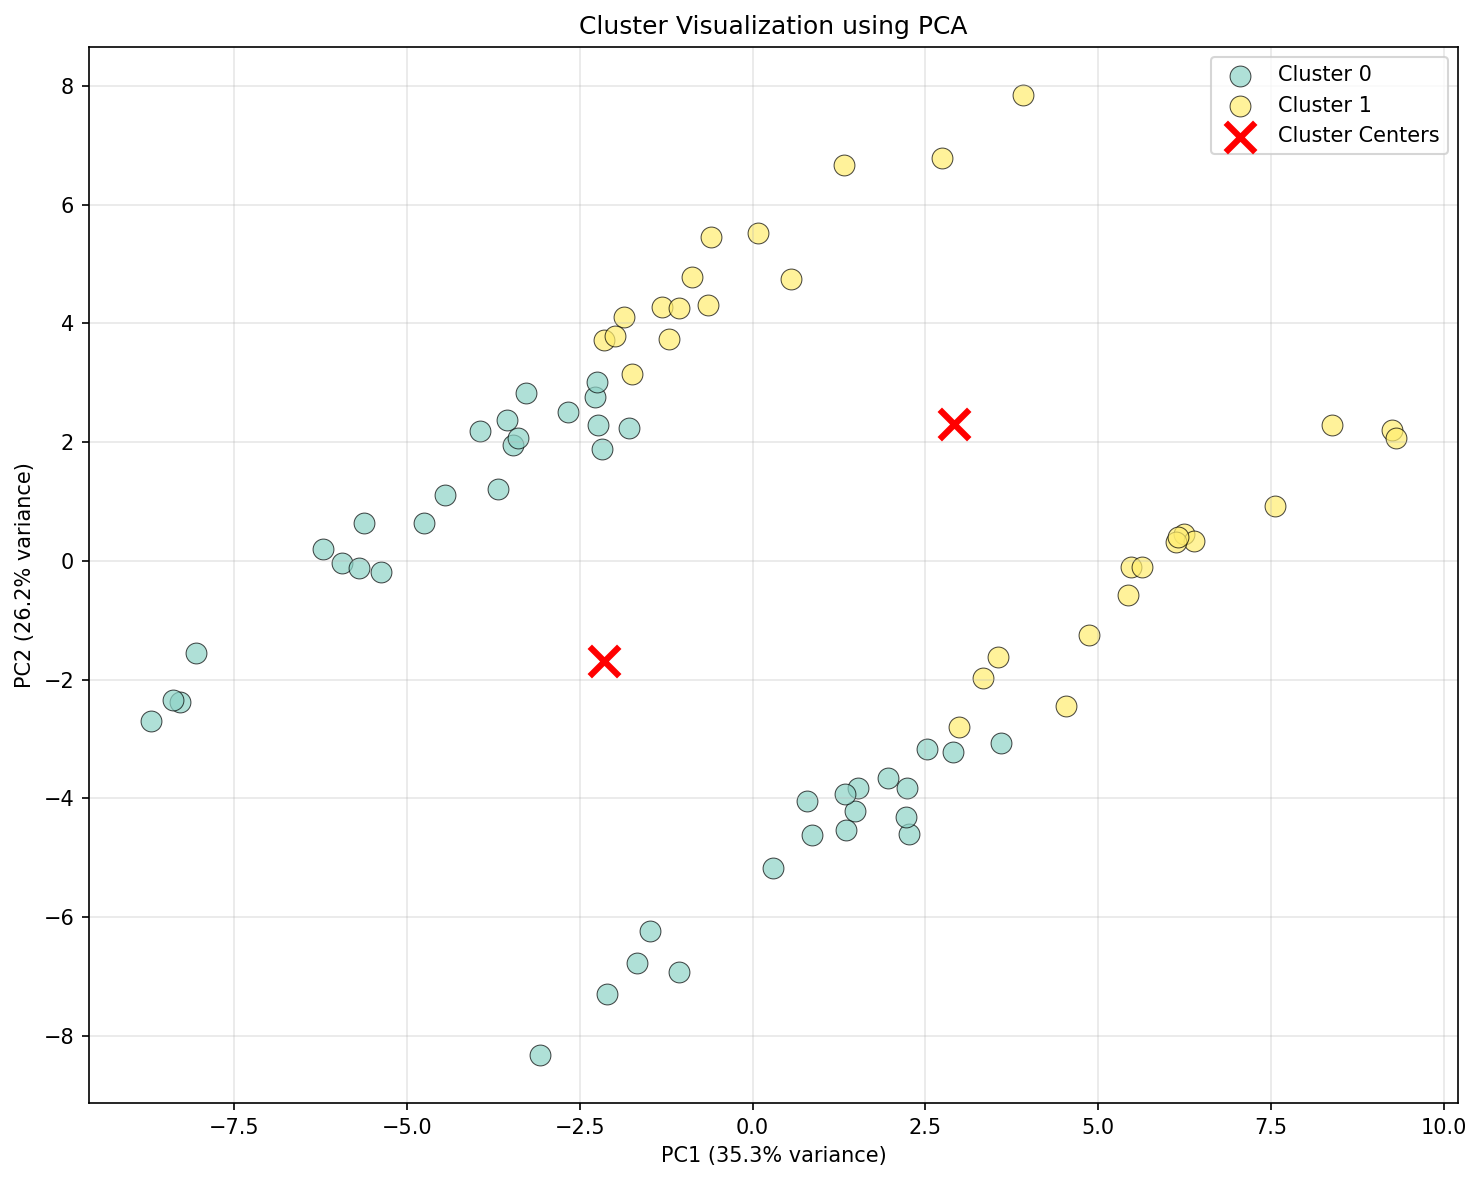 Cluster Visualization using PCA
Cluster 0
Cluster 1
Cluster Centers
8
6
4
2
0
−2
−4
−6
−8
PC2 (26.2% variance)
−7.5 −5.0 −2.5 0.0 2.5 5.0 7.5 10.0
PC1 (35.3% variance)